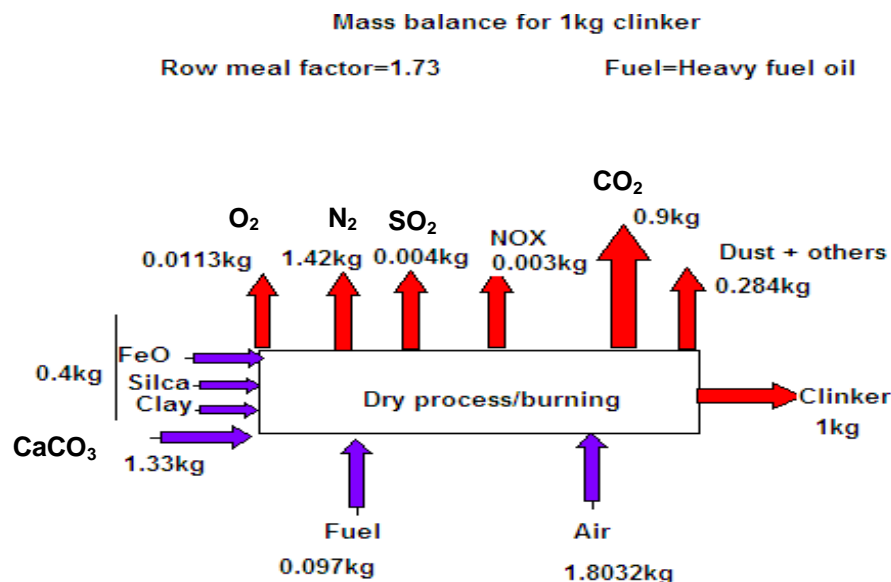 Mass balance for 1kg clinker
Row meal factor=1.73 Fuel=Heavy fuel oil
CO₂
0.9kg
O₂ N₂ SO₂ NOX
0.0113kg 1.42kg 0.004kg 0.003kg
Dust + others
0.284kg
0.4kg
FeO
Silca
Clay
Dry process/burning
Clinker
1kg
CaCO₃
1.33kg
Fuel
0.097kg
Air
1.8032kg